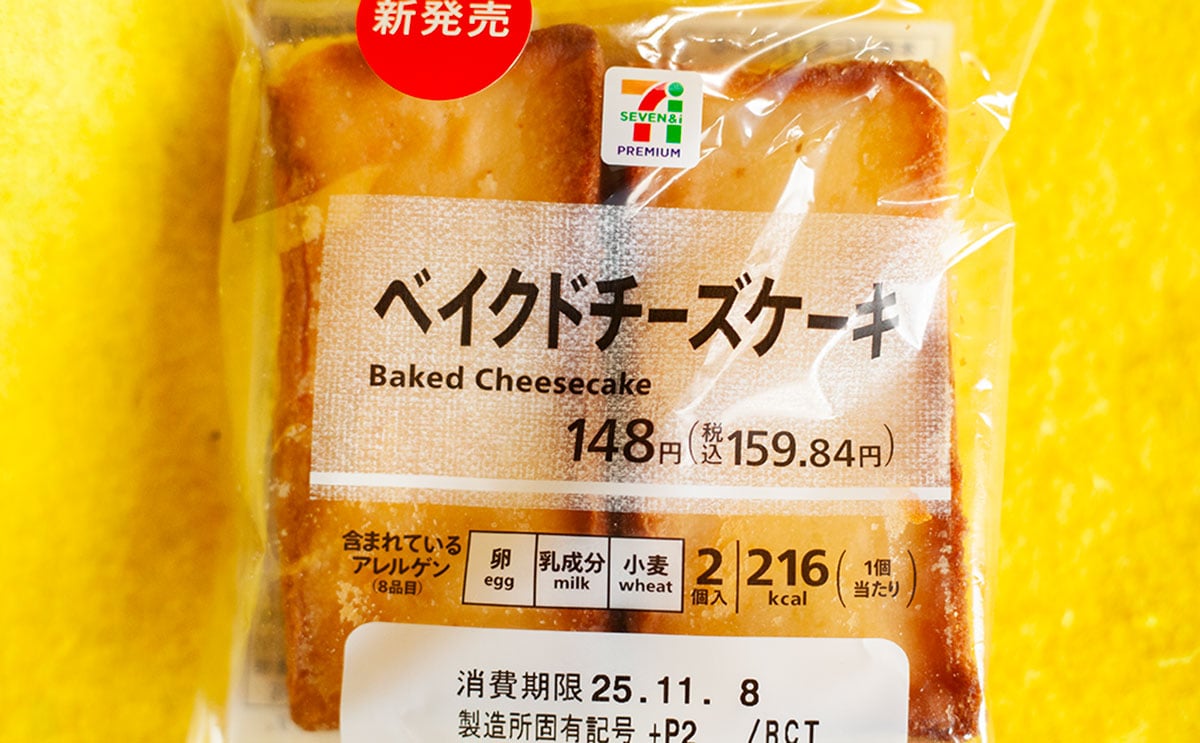 新発売
SEVEN&i
PREMIUM
ベイクドチーズケーキ
Baked Cheesecake
148円(税込159.84円)
含まれている
アレルゲン
(8品目)
卵
egg
乳成分
milk
小麦
wheat
2
個入
216
kcal
(1個
当たり)
消費期限 25.11. 8
製造所固有記号 +P2 /BCT